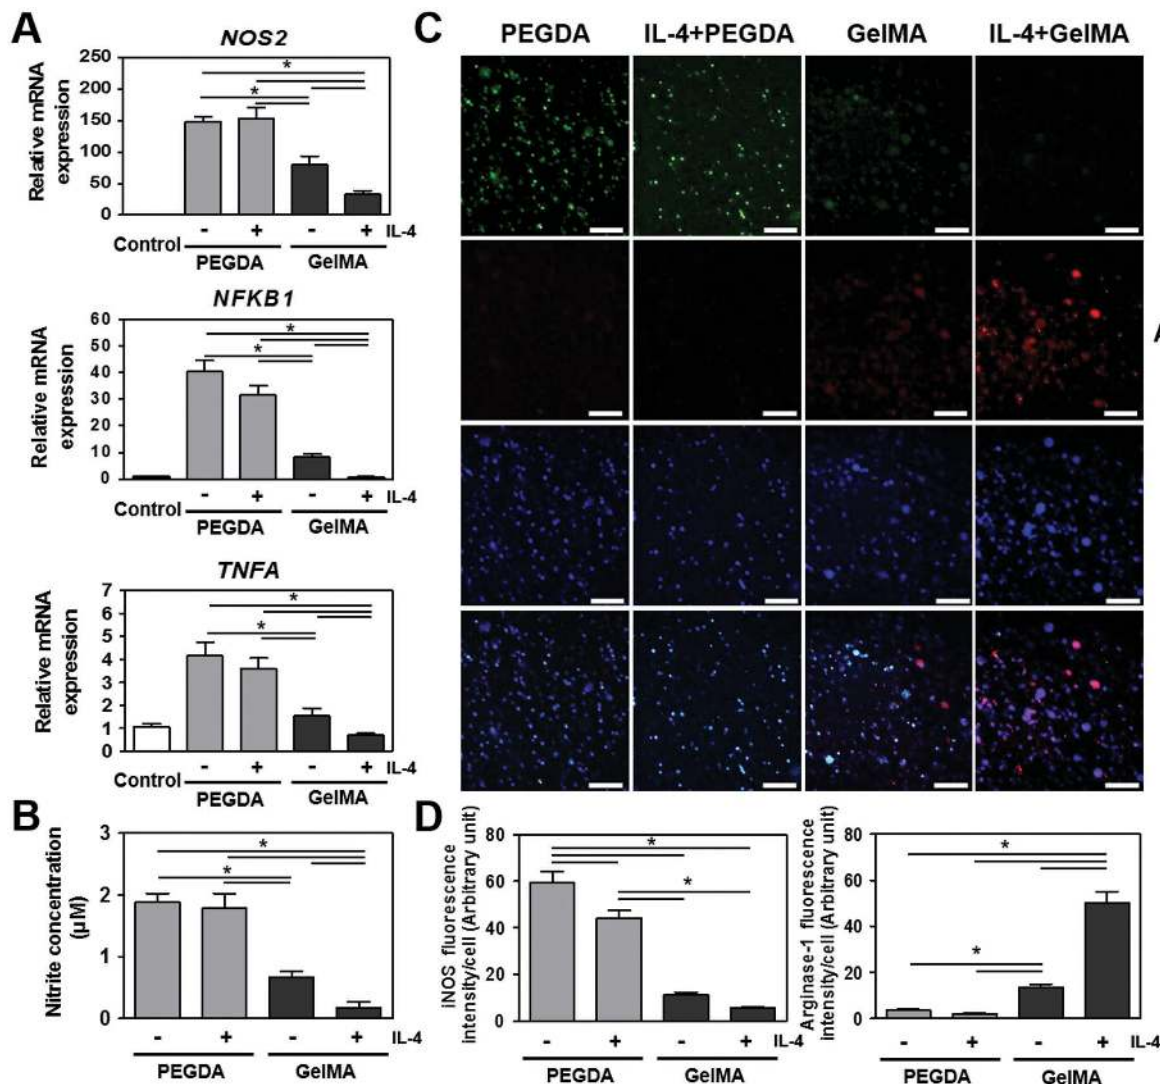 A
NOS2
Relative mRNA
expression
250
200
150
100
50
0
*
*
- + - + IL-4
Control
PEGDA GelMA
NFKB1
Relative mRNA
expression
60
50
40
30
20
10
0
*
*
- + - + IL-4
Control
PEGDA GelMA
TNFA
Relative mRNA
expression
7
6
5
4
3
2
1
0
*
*
- + - + IL-4
Control
PEGDA GelMA
B
Nitrite concentration
(µM)
3
2
1
0
*
*
- + - + IL-4
PEGDA GelMA
C
PEGDA IL-4+PEGDA GelMA IL-4+GelMA
A
D
iNOS fluorescence
intensity/cell (Arbitrary unit)
80
60
40
20
0
*
*
- + - +
PEGDA GelMA
Arginase-1 fluorescence
intensity/cell (Arbitrary unit)
80
60
40
20
0
*
*
- + - + IL-4
PEGDA GelMA